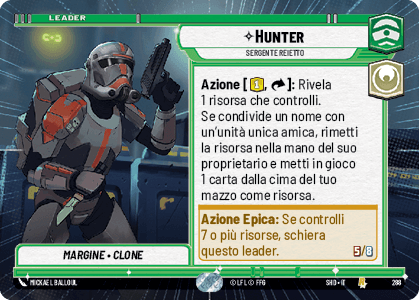 LEADER
✧HUNTER
SERGENTE REIETTO
Azione [1, ↷]: Rivela
1 risorsa che controlli.
Se condivide un nome con
un'unità unica amica, rimetti
la risorsa nella mano del suo
proprietario e metti in gioco
1 carta dalla cima del tuo
mazzo come risorsa.
Azione Epica: Se controlli
7 o più risorse, schiera
questo leader.
5/8
MARGINE • CLONE
MICKAEL BALLOUL
© LFL © FFG
SHD • IT
288